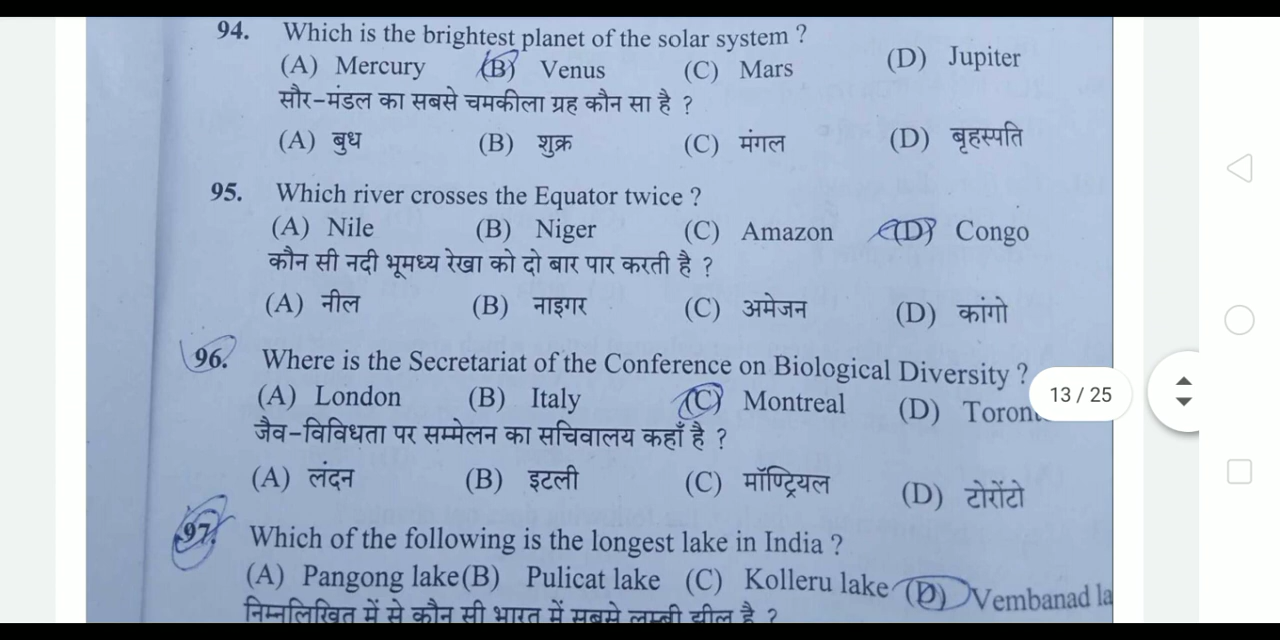 94. Which is the brightest planet of the solar system ?
(A) Mercury (B) Venus (C) Mars (D) Jupiter
सौर-मंडल का सबसे चमकीला ग्रह कौन सा है ?
(A) बुध (B) शुक्र (C) मंगल (D) बृहस्पति
95. Which river crosses the Equator twice ?
(A) Nile (B) Niger (C) Amazon (D) Congo
कौन सी नदी भूमध्य रेखा को दो बार पार करती है ?
(A) नील (B) नाइगर (C) अमेजन (D) कांगो
96. Where is the Secretariat of the Conference on Biological Diversity ?
(A) London (B) Italy (C) Montreal (D)
जैव-विविधता पर सम्मेलन का सचिवालय कहाँ है ?
(A) लंदन (B) इटली (C) मॉण्ट्रियल (D) टोरोंटो
13 / 25
97. Which of the following is the longest lake in India ?
(A) Pangong lake (B) Pulicat lake (C) Kolleru lake (D) Vembanad la
निम्नलिखित में से कौन सी भारत में सबसे लम्बी झील है ?